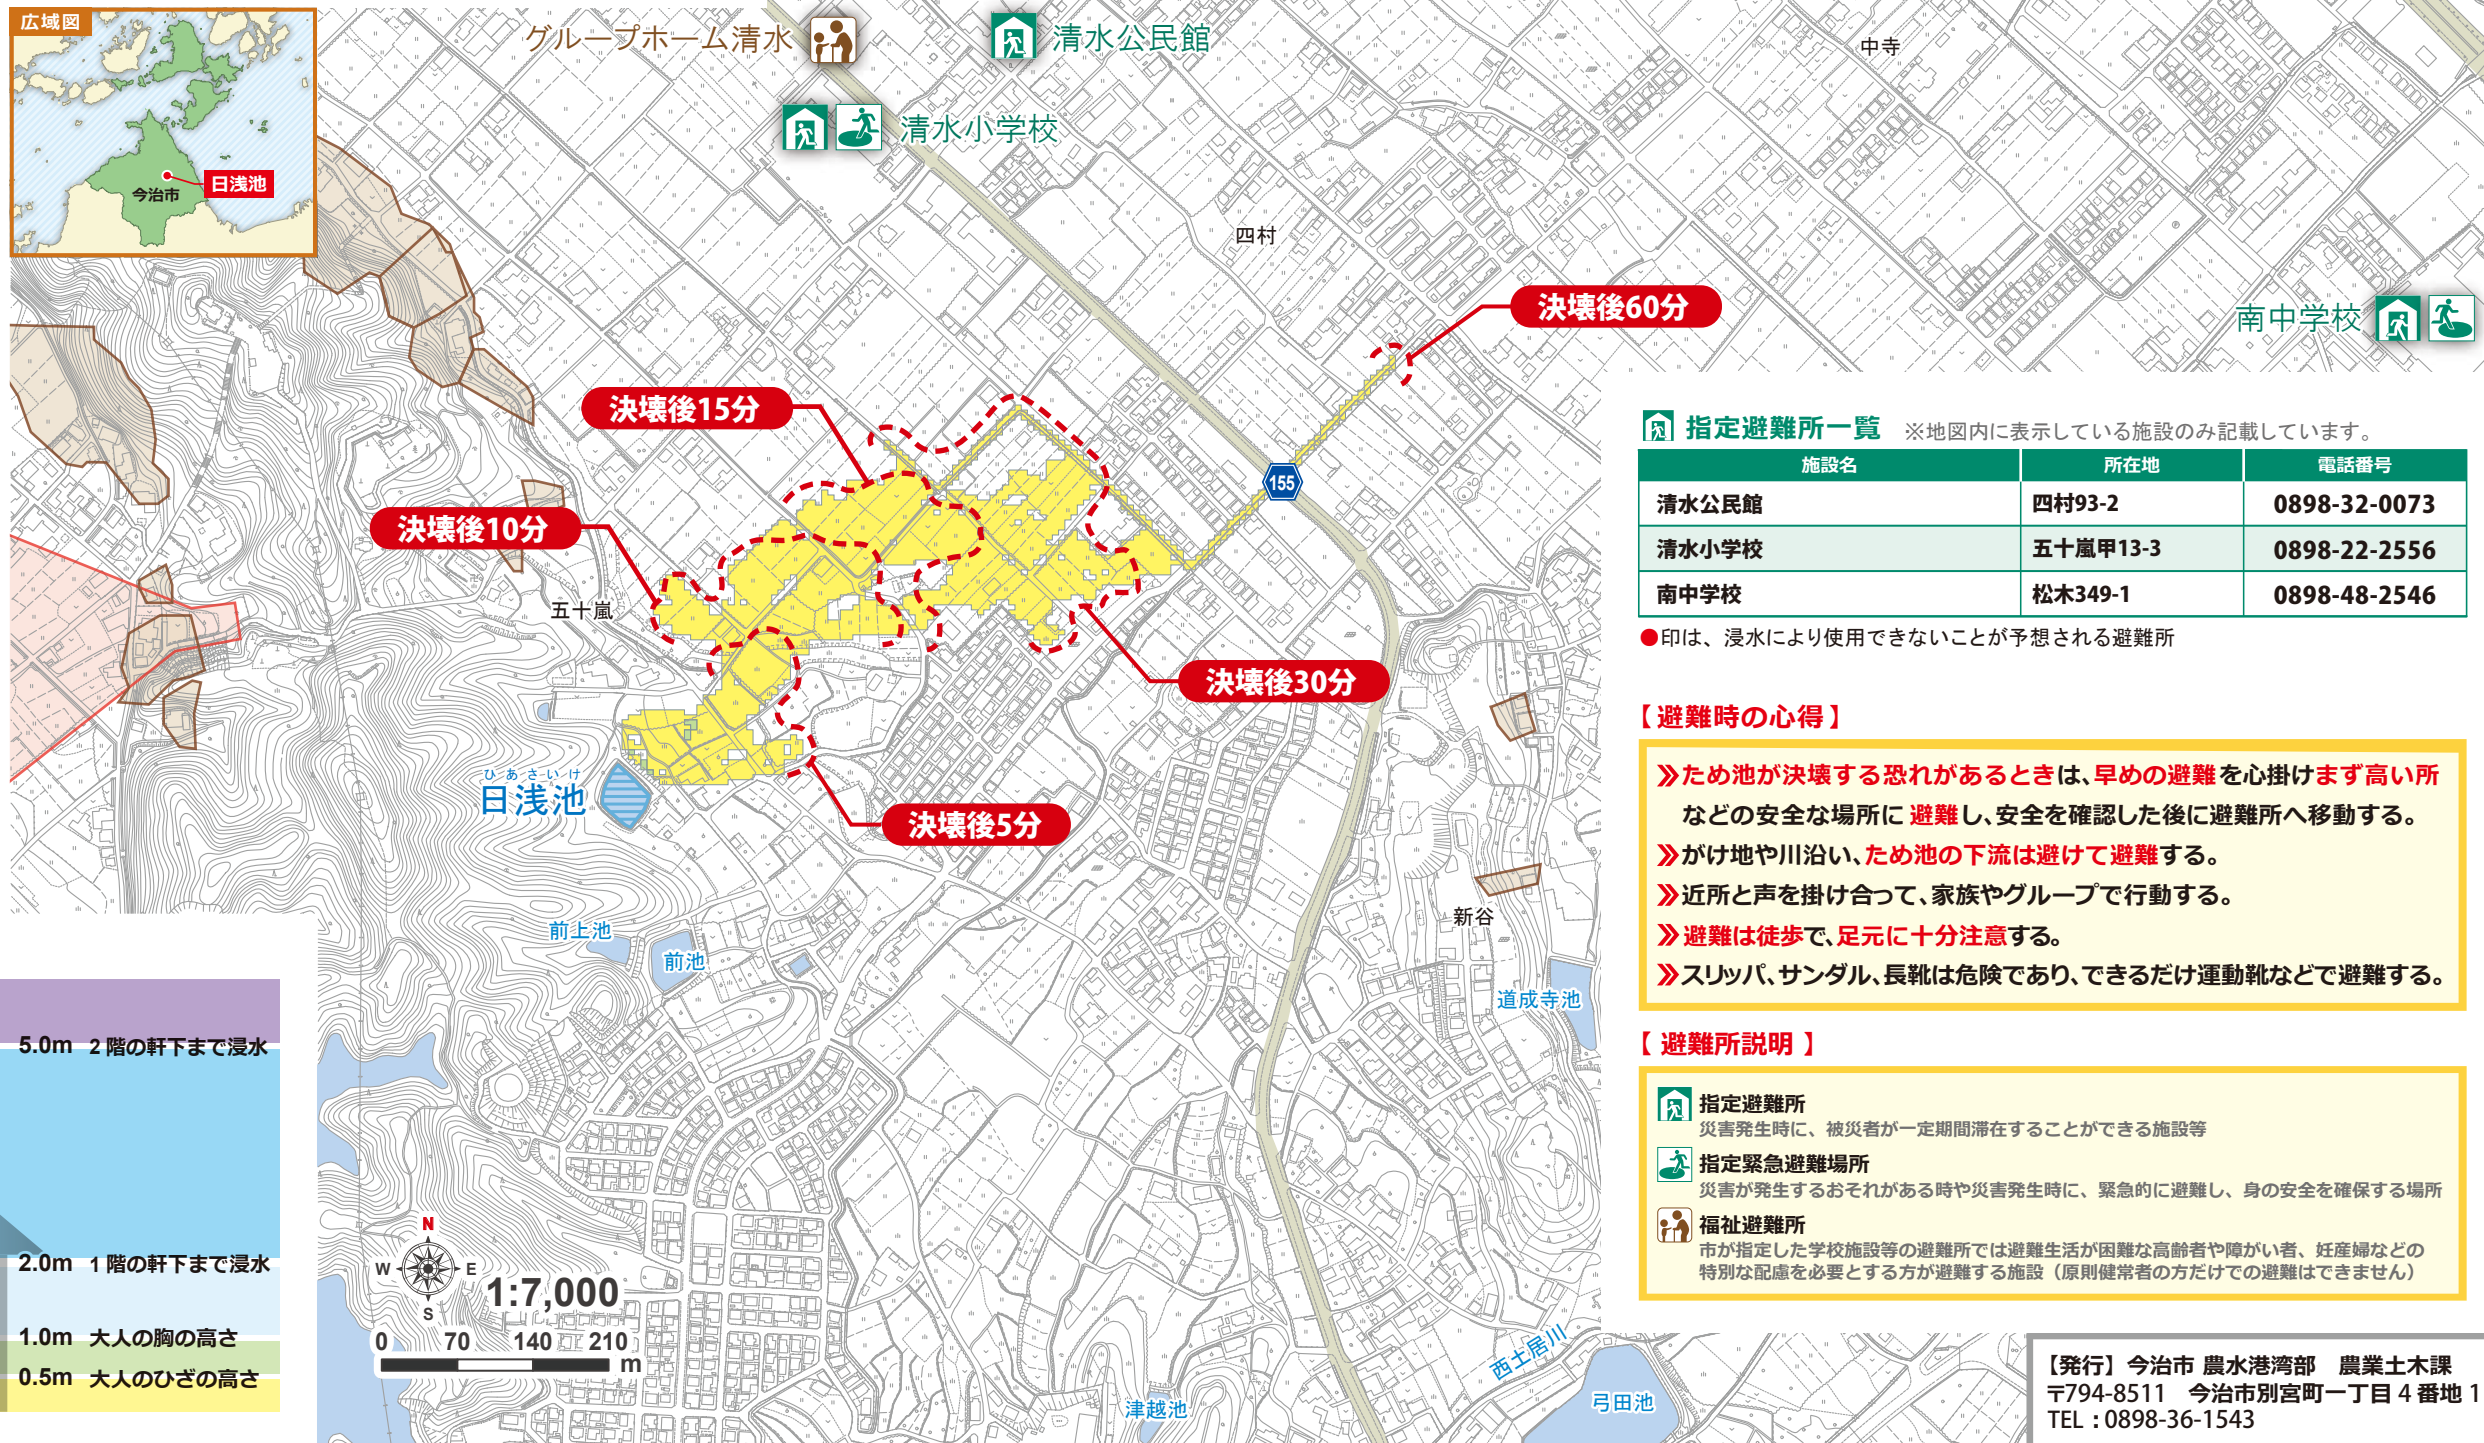 広域図
今治市
日浅池
グループホーム清水
清水公民館
清水小学校
中寺
四村
南中学校
決壊後60分
決壊後15分
決壊後10分
155
五十嵐
決壊後30分
決壊後5分
ひあさいけ
日浅池
前上池
前池
新谷
道成寺池
西土居川
弓田池
津越池
5.0m 2階の軒下まで浸水
2.0m 1階の軒下まで浸水
1.0m 大人の胸の高さ
0.5m 大人のひざの高さ
N
W E
S
1:7,000
0 70 140 210
m
指定避難所一覧 ※地図内に表示している施設のみ記載しています。
施設名 所在地 電話番号
清水公民館 四村93-2 0898-32-0073
清水小学校 五十嵐甲13-3 0898-22-2556
南中学校 松木349-1 0898-48-2546
●印は、浸水により使用できないことが予想される避難所
【避難時の心得】
》ため池が決壊する恐れがあるときは、早めの避難を心掛けまず高い所
などの安全な場所に避難し、安全を確認した後に避難所へ移動する。
》がけ地や川沿い、ため池の下流は避けて避難する。
》近所と声を掛け合って、家族やグループで行動する。
》避難は徒歩で、足元に十分注意する。
》スリッパ、サンダル、長靴は危険であり、できるだけ運動靴などで避難する。
【避難所説明】
指定避難所
災害発生時に、被災者が一定期間滞在することができる施設等
指定緊急避難場所
災害が発生するおそれがある時や災害発生時に、緊急的に避難し、身の安全を確保する場所
福祉避難所
市が指定した学校施設等の避難所では避難生活が困難な高齢者や障がい者、妊産婦などの
特別な配慮を必要とする方が避難する施設（原則健常者の方だけでの避難はできません）
【発行】今治市 農水港湾部 農業土木課
〒794-8511 今治市別宮町一丁目4番地1
TEL：0898-36-1543